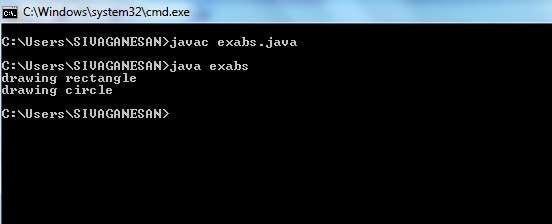 C:\Windows\system32\cmd.exe
C:\Users\SIVAGANESAN>javac exabs.java
C:\Users\SIVAGANESAN>java exabs
drawing rectangle
drawing circle
C:\Users\SIVAGANESAN>